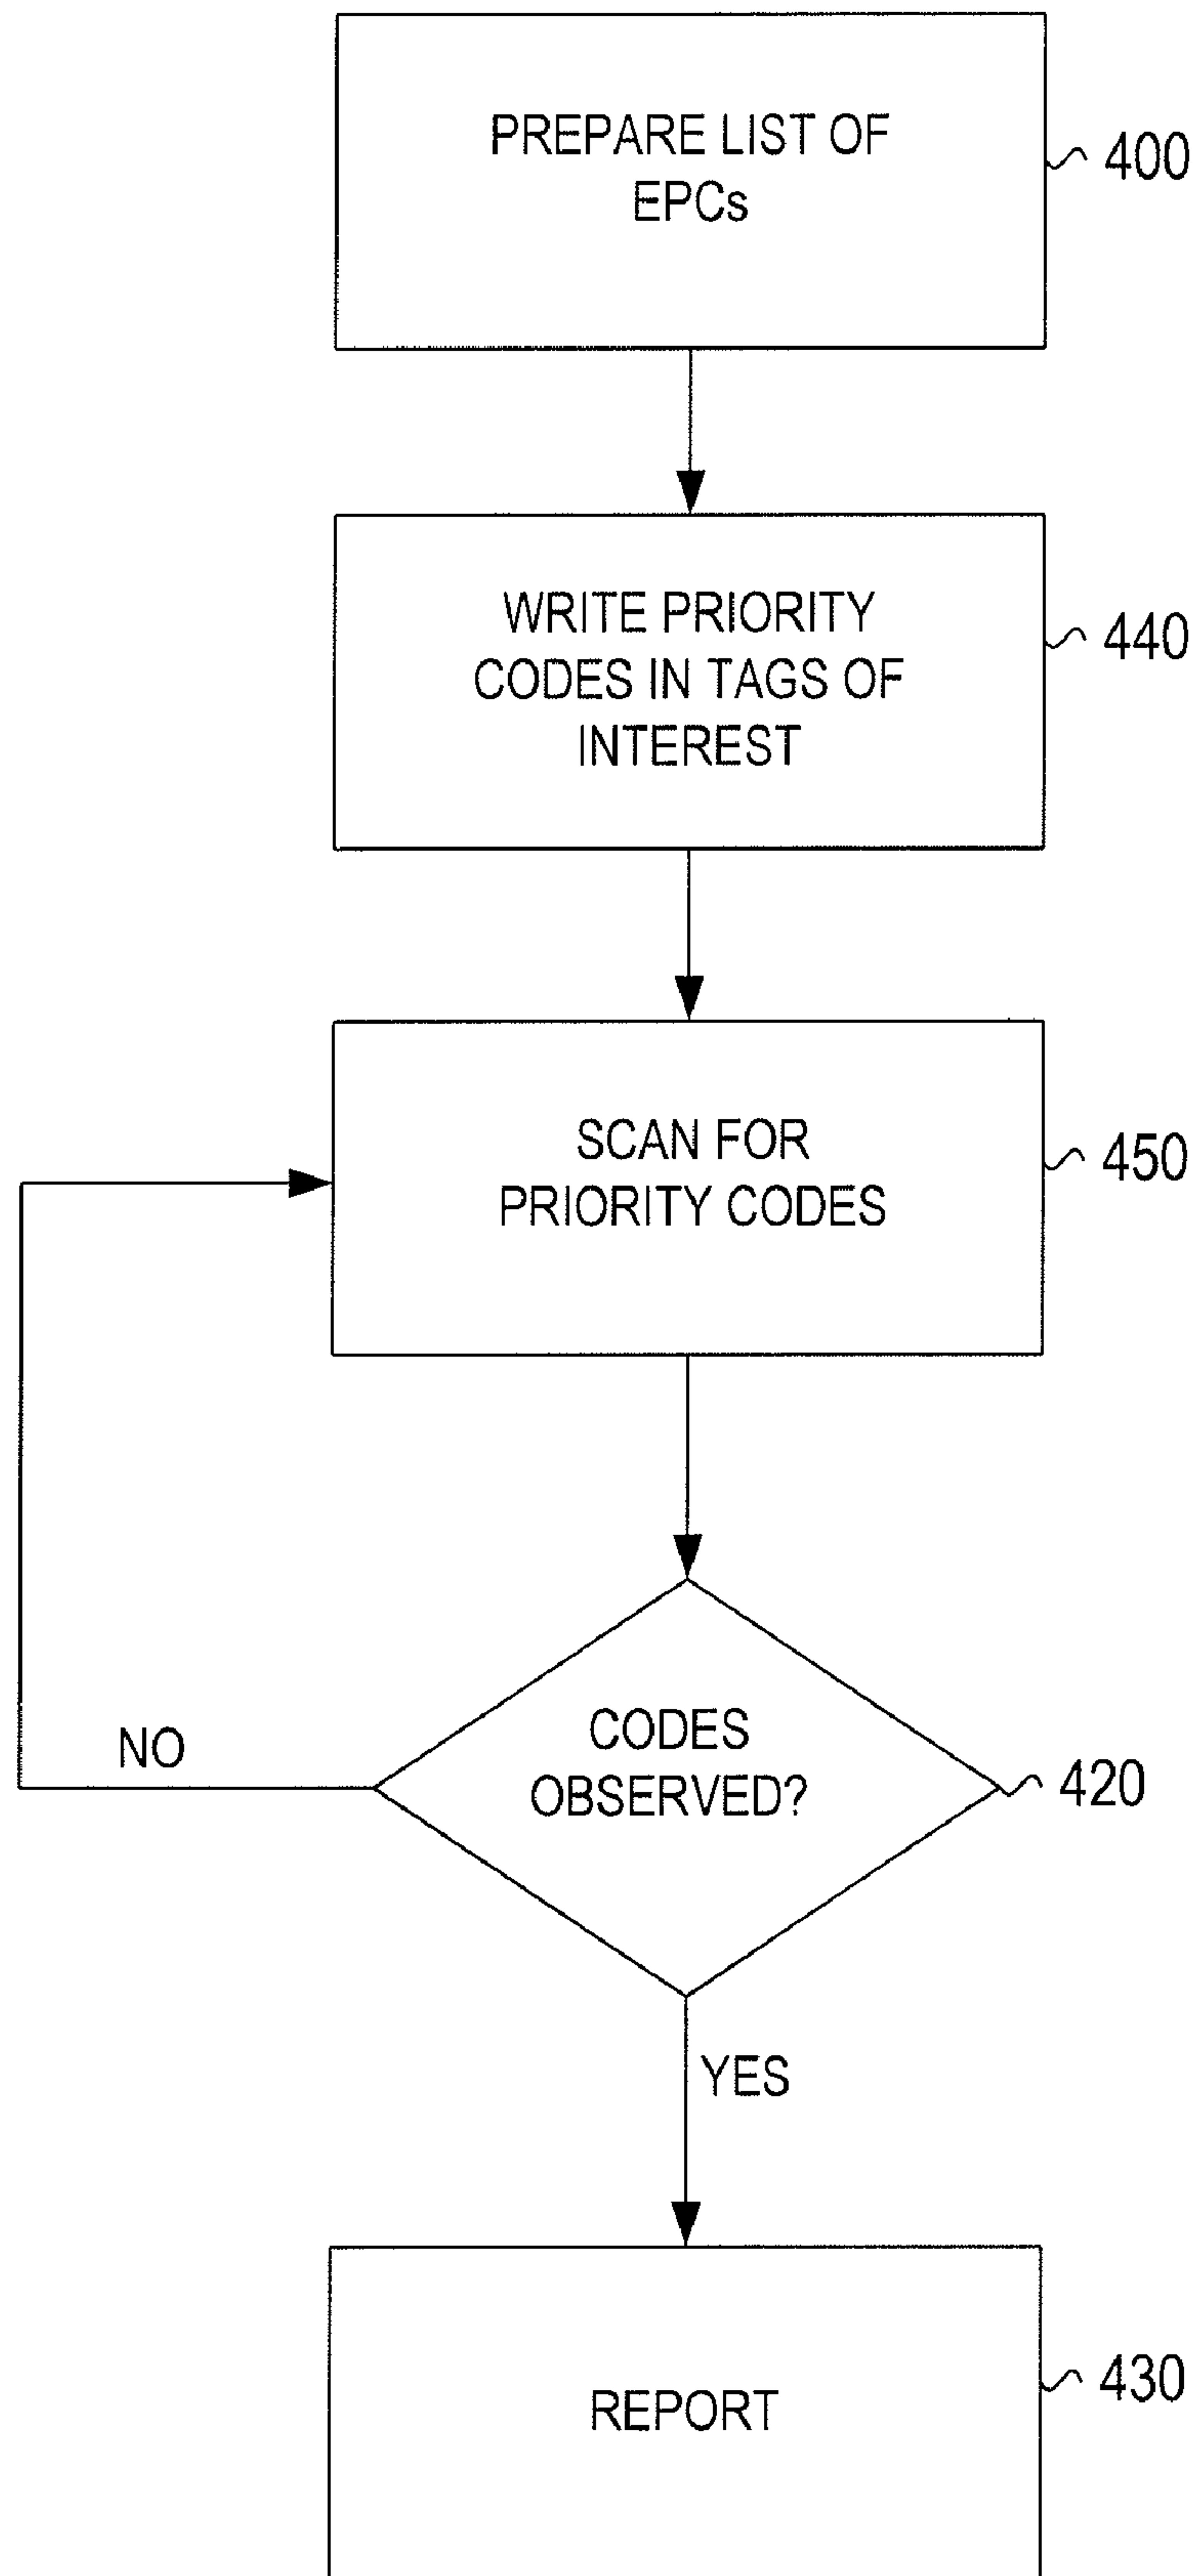 PREPARE LIST OF
EPCs
400
WRITE PRIORITY
CODES IN TAGS OF
INTEREST
440
SCAN FOR
PRIORITY CODES
450
CODES
OBSERVED?
420
NO
YES
REPORT
430